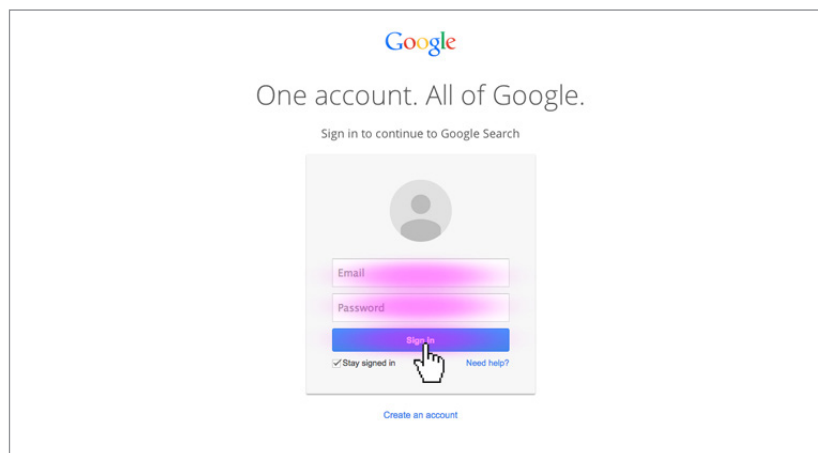 Google
One account. All of Google.
Sign in to continue to Google Search
Email
Password
Sign in
Stay signed in Need help?
Create an account